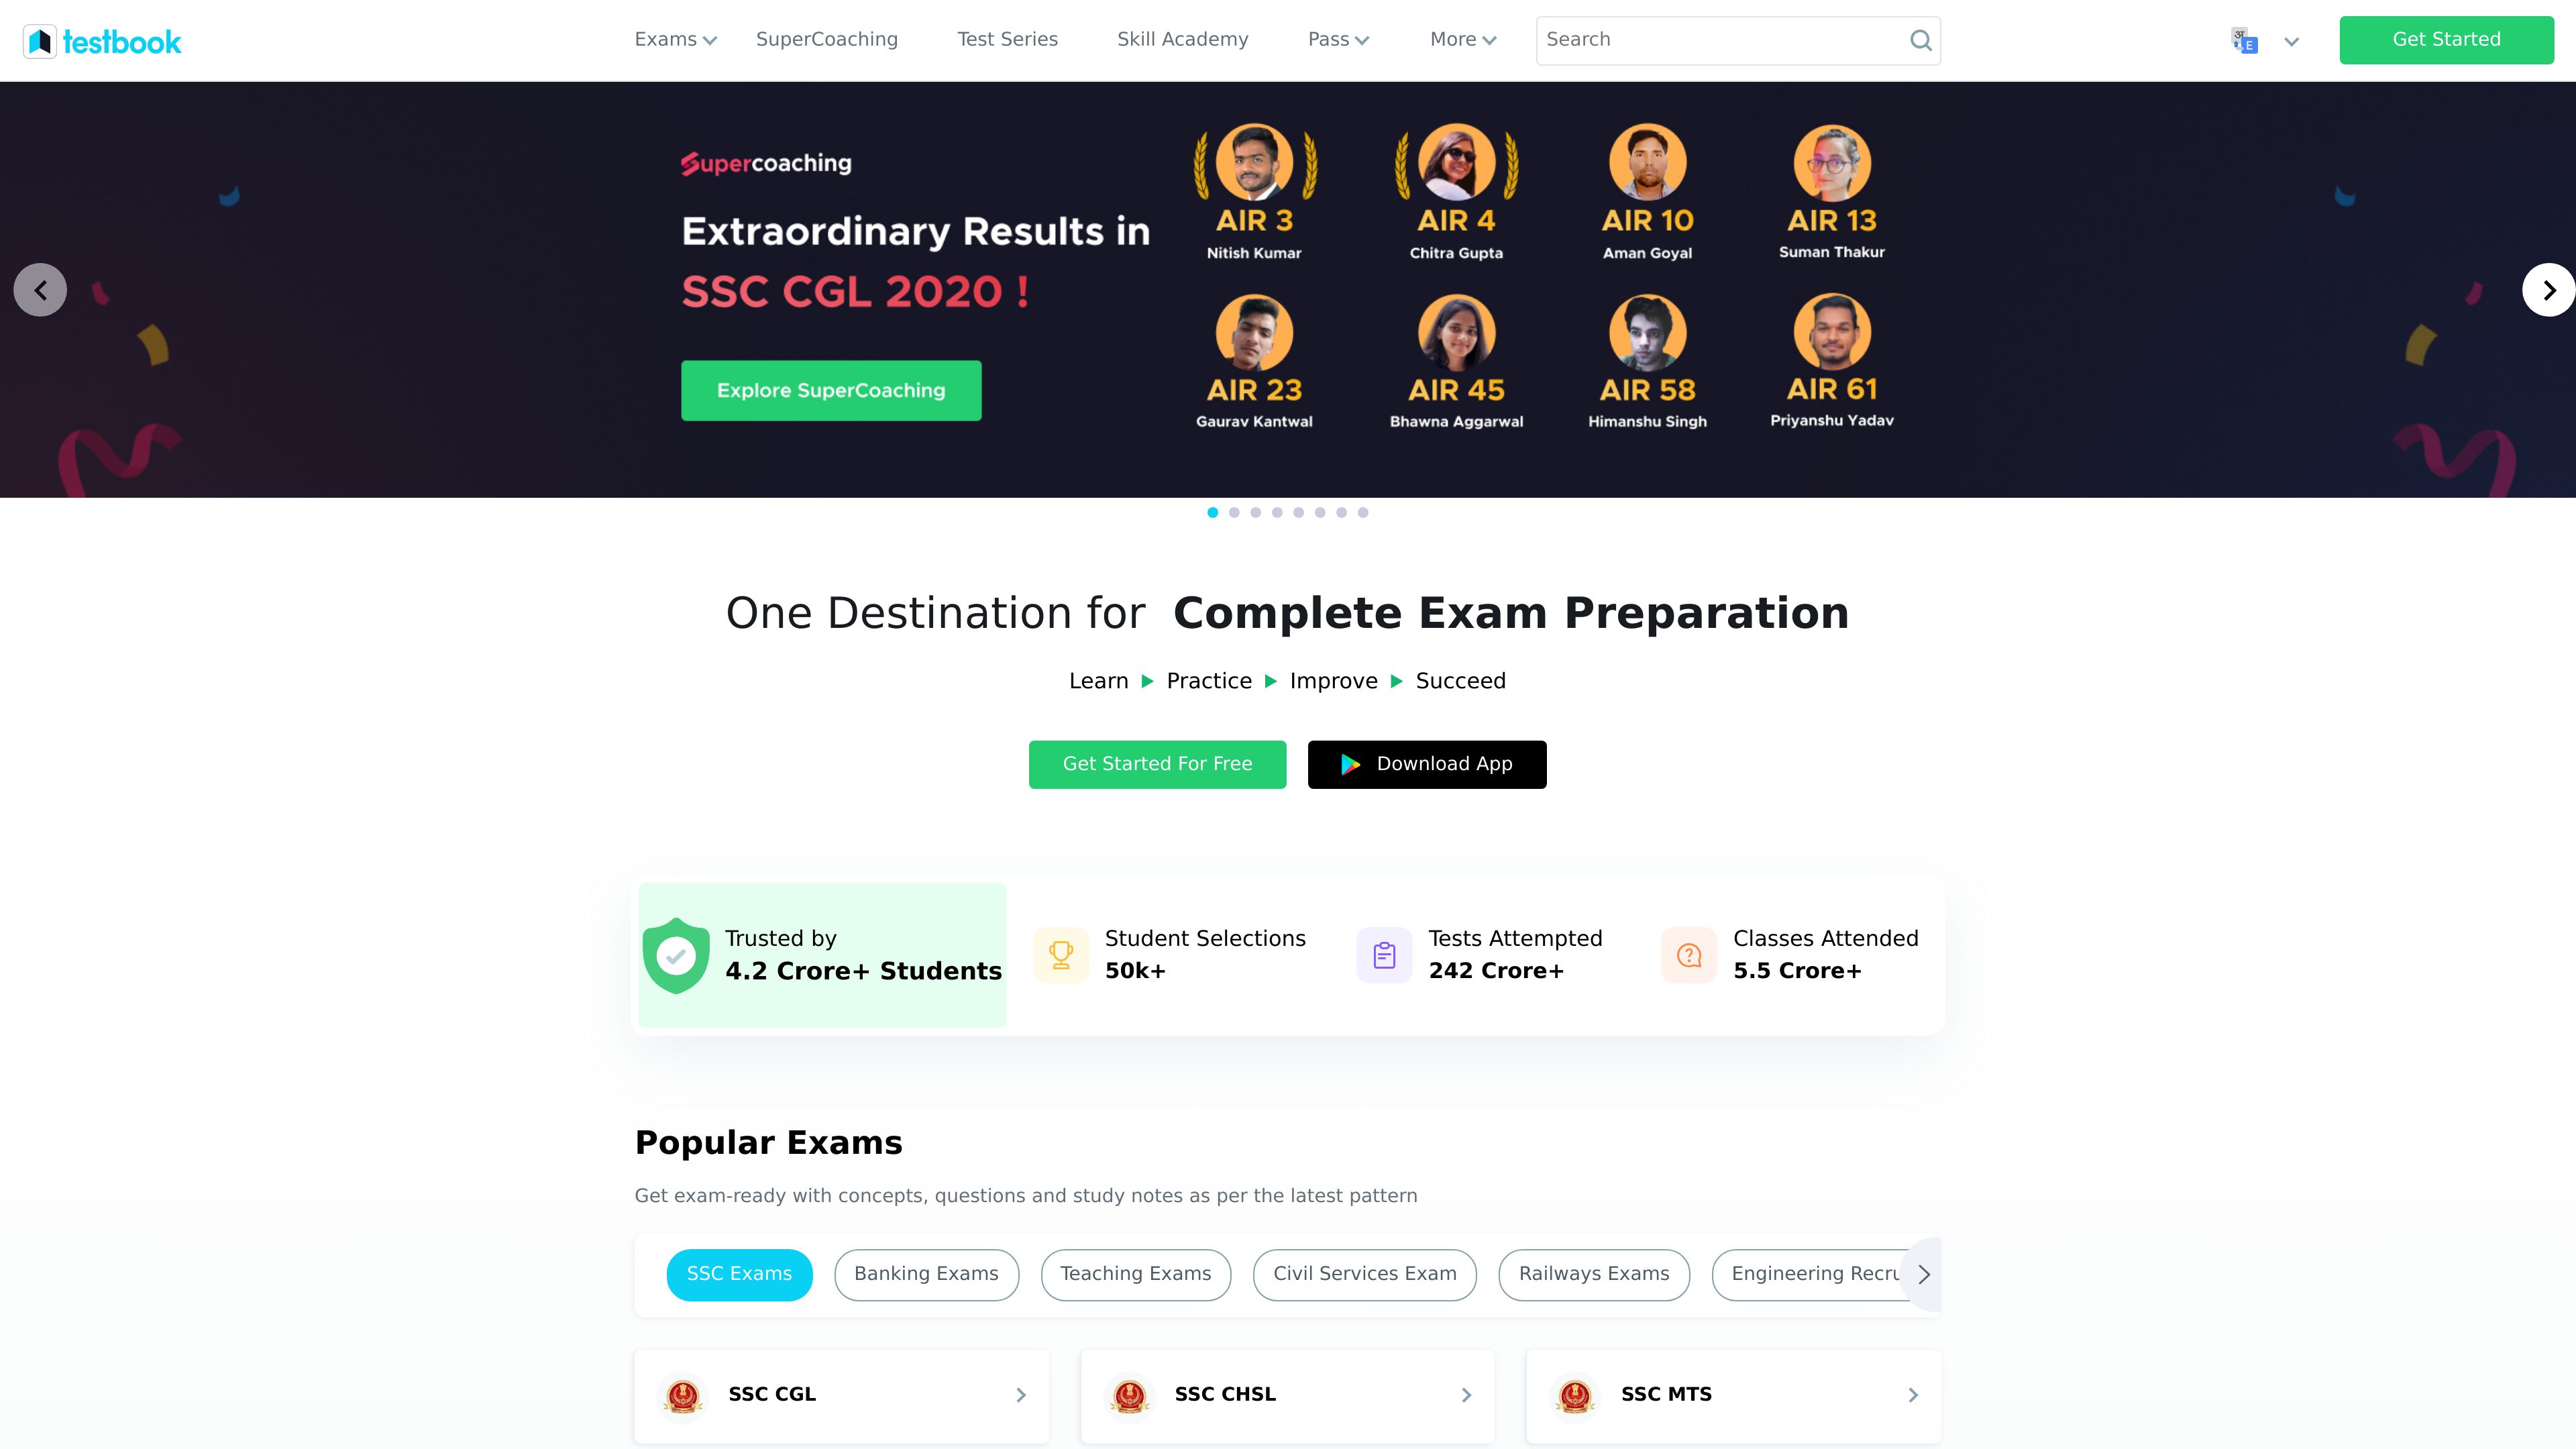 testbook
Exams
SuperCoaching
Test Series
Skill Academy
Pass
More
Search
अ
E
Get Started
Supercoaching
Extraordinary Results in
SSC CGL 2020 !
Explore SuperCoaching
AIR 3
Nitish Kumar
AIR 4
Chitra Gupta
AIR 10
Aman Goyal
AIR 13
Suman Thakur
AIR 23
Gaurav Kantwal
AIR 45
Bhawna Aggarwal
AIR 58
Himanshu Singh
AIR 61
Priyanshu Yadav
One Destination for Complete Exam Preparation
Learn
Practice
Improve
Succeed
Get Started For Free
Download App
Trusted by
4.2 Crore+ Students
Student Selections
50k+
Tests Attempted
242 Crore+
Classes Attended
5.5 Crore+
Popular Exams
Get exam-ready with concepts, questions and study notes as per the latest pattern
SSC Exams
Banking Exams
Teaching Exams
Civil Services Exam
Railways Exams
Engineering Recru
SSC CGL
SSC CHSL
SSC MTS